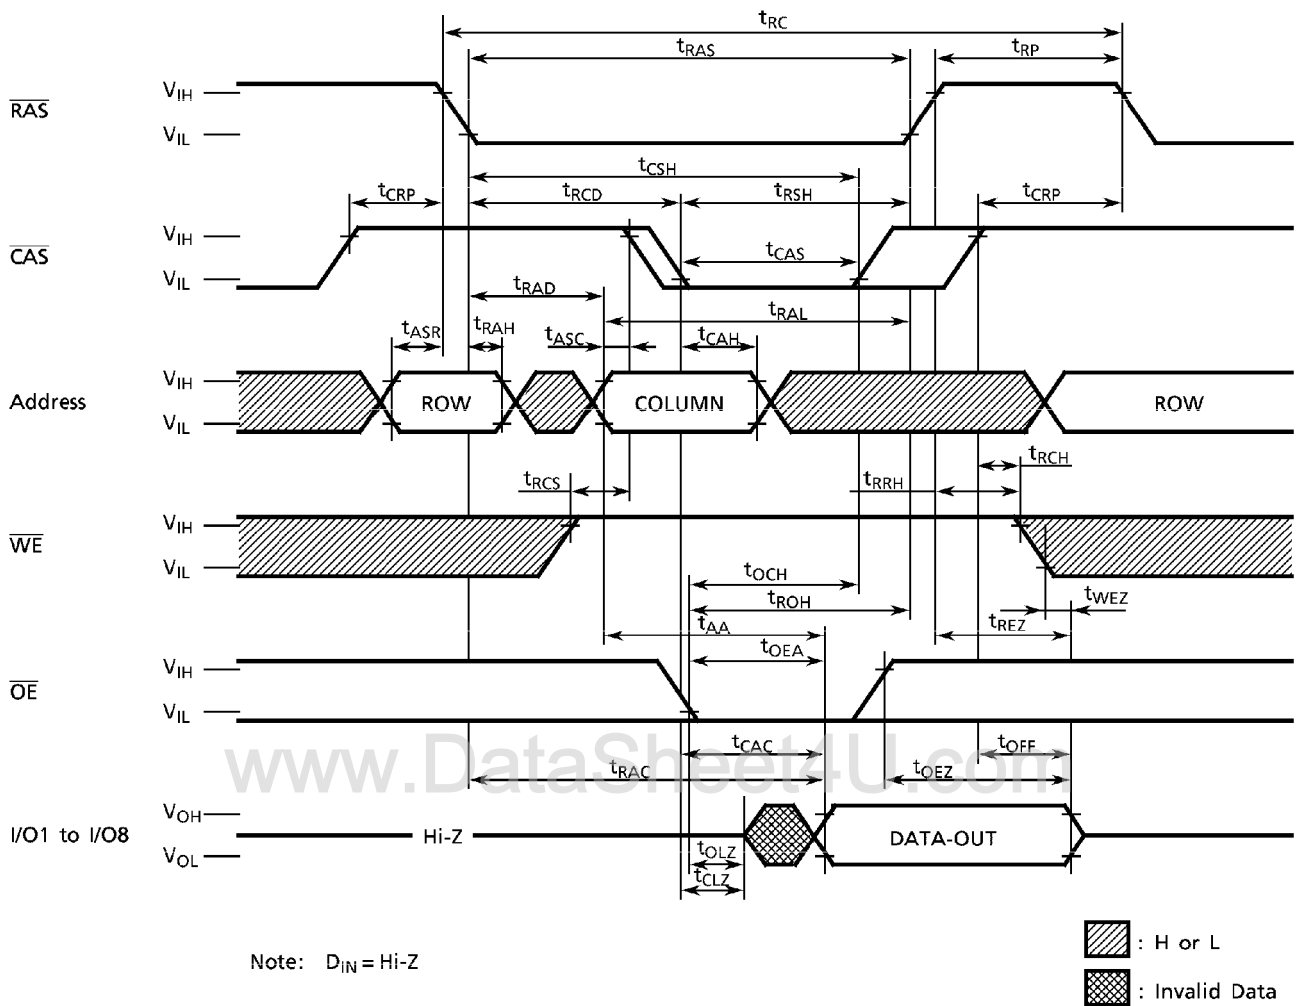 tRC
tRAS
tRP
RAS
VIH
VIL
tCSH
tCRP
tRCD
tRSH
tCRP
CAS
VIH
VIL
tCAS
tRAD
tRAL
tASR
tRAH
tASC
tCAH
Address
VIH
VIL
ROW
COLUMN
ROW
tRCH
tRCS
tRRH
WE
VIH
VIL
tOCH
tROH
tWEZ
tAA
tREZ
tOEA
OE
VIH
VIL
www.DataSheet4U.com
tCAC
tOFF
tRAC
tOEZ
I/O1 to I/O8
VOH
VOL
Hi-Z
DATA-OUT
tOLZ
tCLZ
Note: DIN = Hi-Z
: H or L
: Invalid Data